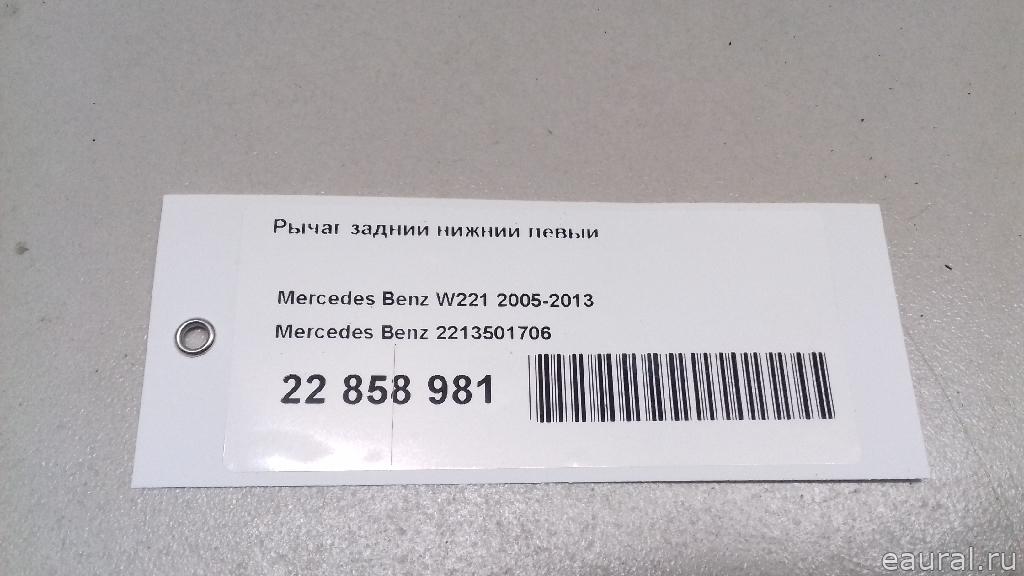 Рычаг задний нижний левый
Mercedes Benz W221 2005-2013
Mercedes Benz 2213501706
22 858 981
eaural.ru